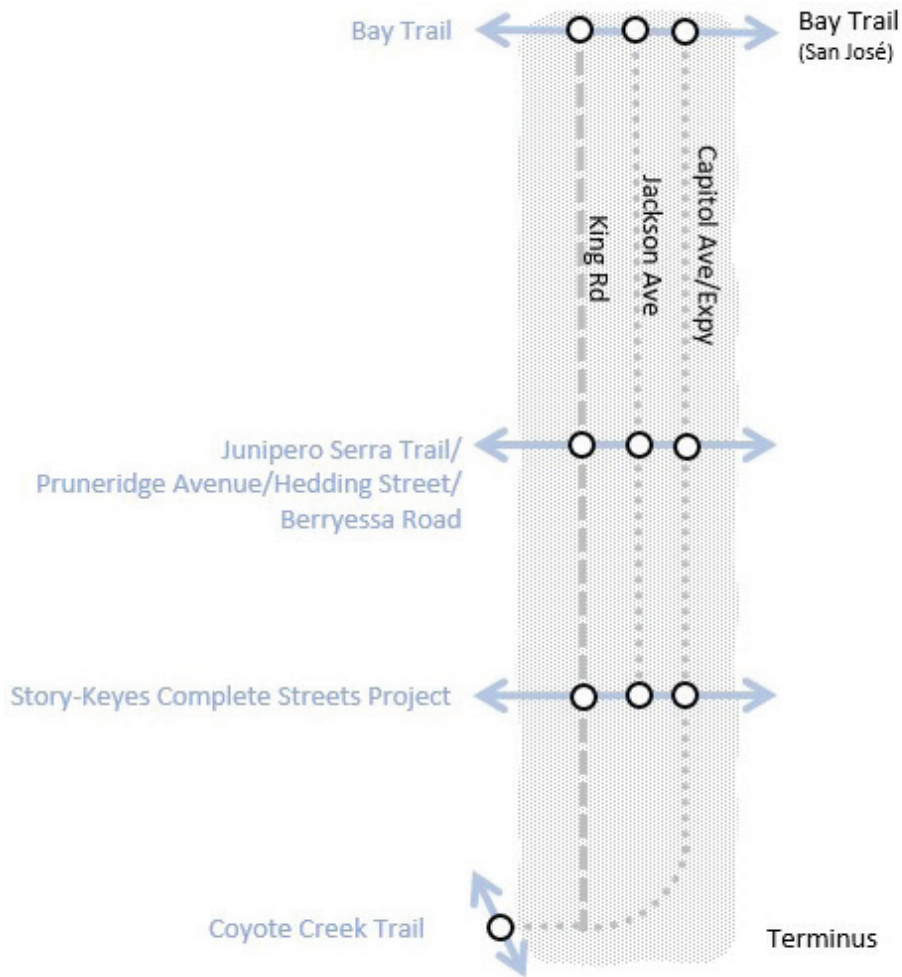 Bay Trail
Bay Trail
(San José)
Capitol Ave/Expy
Jackson Ave
King Rd
Junipero Serra Trail/
Pruneridge Avenue/Hedding Street/
Berryessa Road
Story-Keyes Complete Streets Project
Coyote Creek Trail
Terminus